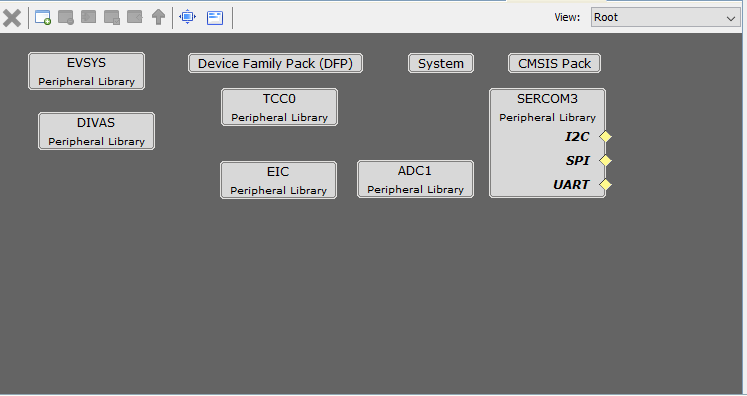 View: Root
EVSYS
Peripheral Library
Device Family Pack (DFP)
System
CMSIS Pack
DIVAS
Peripheral Library
TCC0
Peripheral Library
SERCOM3
Peripheral Library
I2C
SPI
UART
EIC
Peripheral Library
ADC1
Peripheral Library